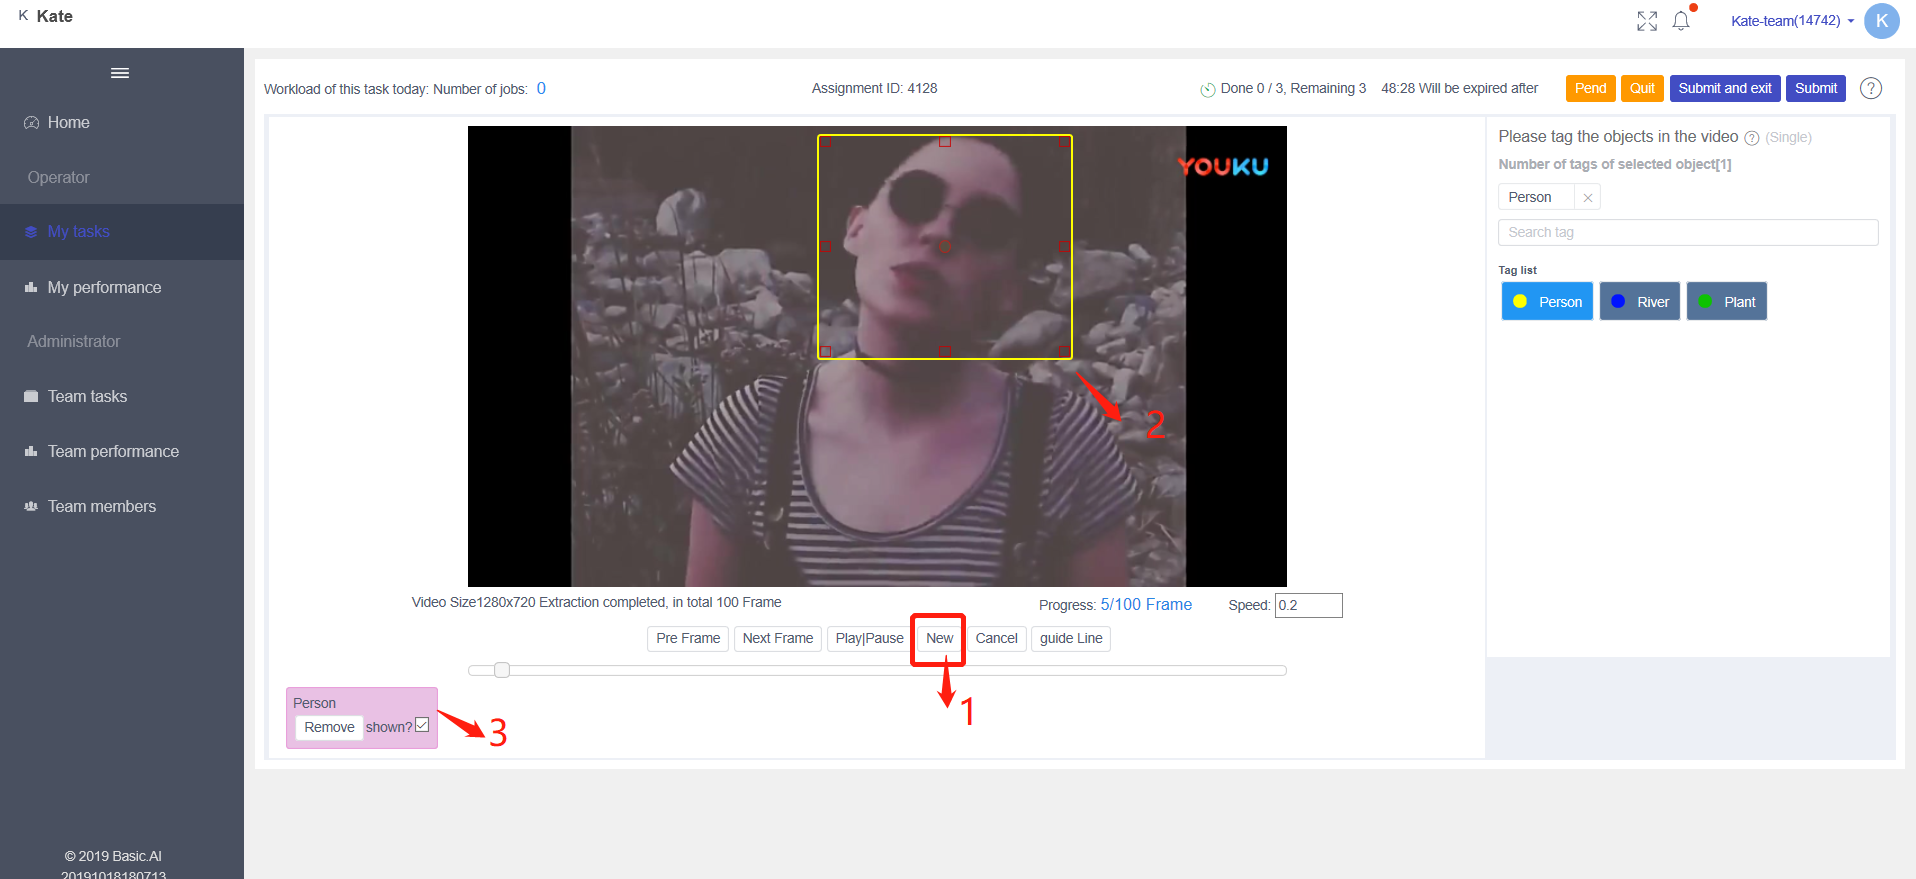 K Kate
Kate-team(14742)
K
Home
Operator
My tasks
My performance
Administrator
Team tasks
Team performance
Team members
© 2019 Basic.AI
20191018180713
Workload of this task today: Number of jobs: 0
Assignment ID: 4128
Done 0 / 3, Remaining 3 48:28 Will be expired after
Pend
Quit
Submit and exit
Submit
?
YOUKU
2
Video Size1280x720 Extraction completed, in total 100 Frame
Progress: 5/100 Frame
Speed: 0.2
Pre Frame
Next Frame
Play|Pause
New
Cancel
guide Line
1
Person
Remove shown?
3
Please tag the objects in the video ? (Single)
Number of tags of selected object[1]
Person ×
Search tag
Tag list
Person
River
Plant